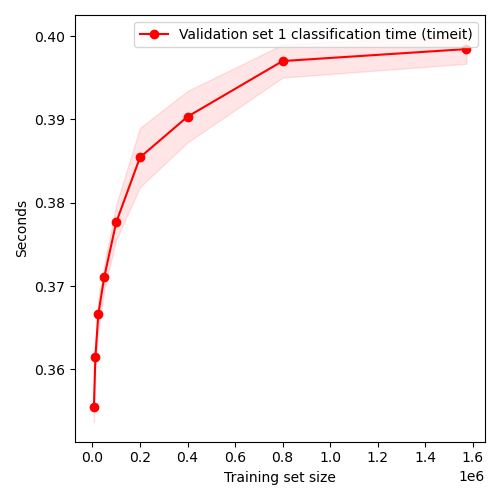 Validation set 1 classification time (timeit)
0.40
0.39
0.38
0.37
0.36
Seconds
0.0 0.2 0.4 0.6 0.8 1.0 1.2 1.4 1.6
1e6
Training set size